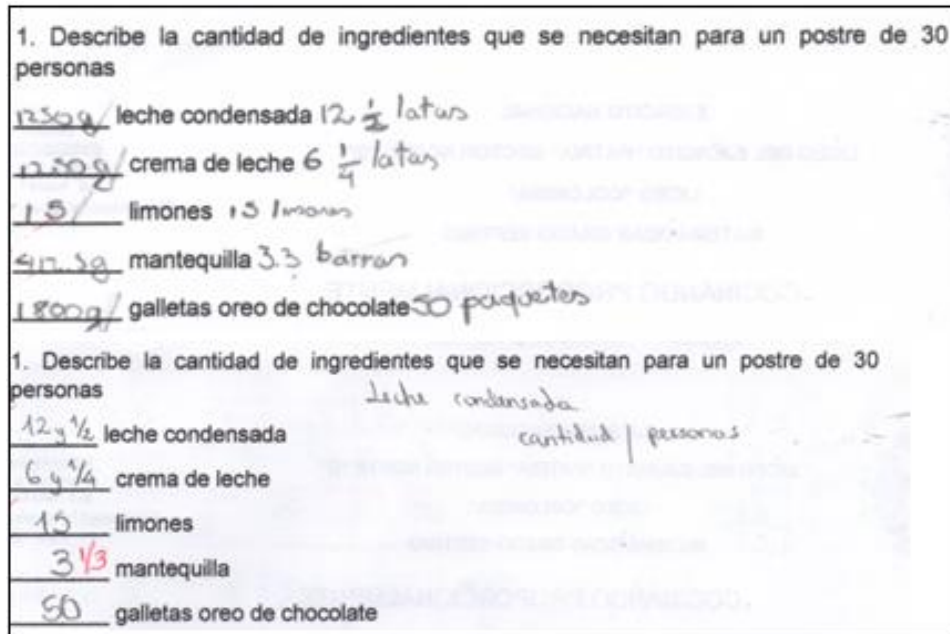 1. Describe la cantidad de ingredientes que se necesitan para un postre de 30
personas
1250g leche condensada 12 1/2 latas
1250g crema de leche 6 1/4 latas
15 limones 15 limones
412.5g mantequilla 3.3 barras
1800g galletas oreo de chocolate 50 paquetes
1. Describe la cantidad de ingredientes que se necesitan para un postre de 30
personas
Leche condensada
12 y 1/2 leche condensada cantidad / personas
6 y 1/4 crema de leche
15 limones
3 1/3 mantequilla
50 galletas oreo de chocolate